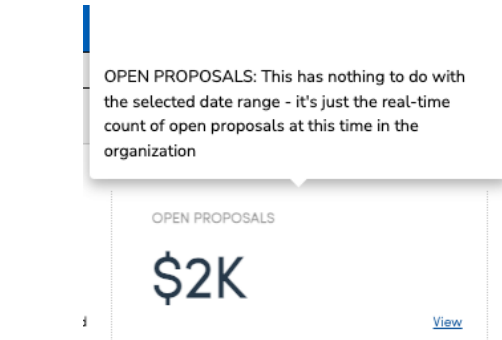 OPEN PROPOSALS: This has nothing to do with
the selected date range - it's just the real-time
count of open proposals at this time in the
organization
OPEN PROPOSALS
$2K
View